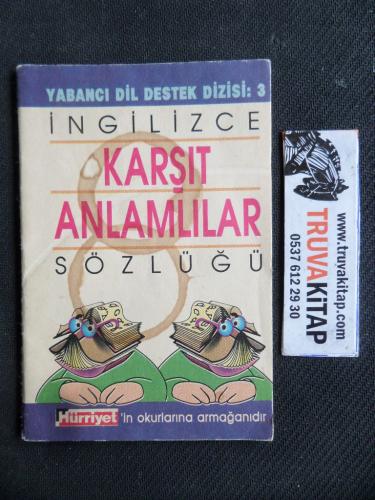 YABANCI DİL DESTEK DİZİSİ: 3
İNGİLİZCE
KARŞIT
ANLAMLILAR
SÖZLÜĞÜ
Hürriyet'in okurlarına armağanıdır
www.truvakitap.com
TRUVAKiTAP
0537 612 29 30